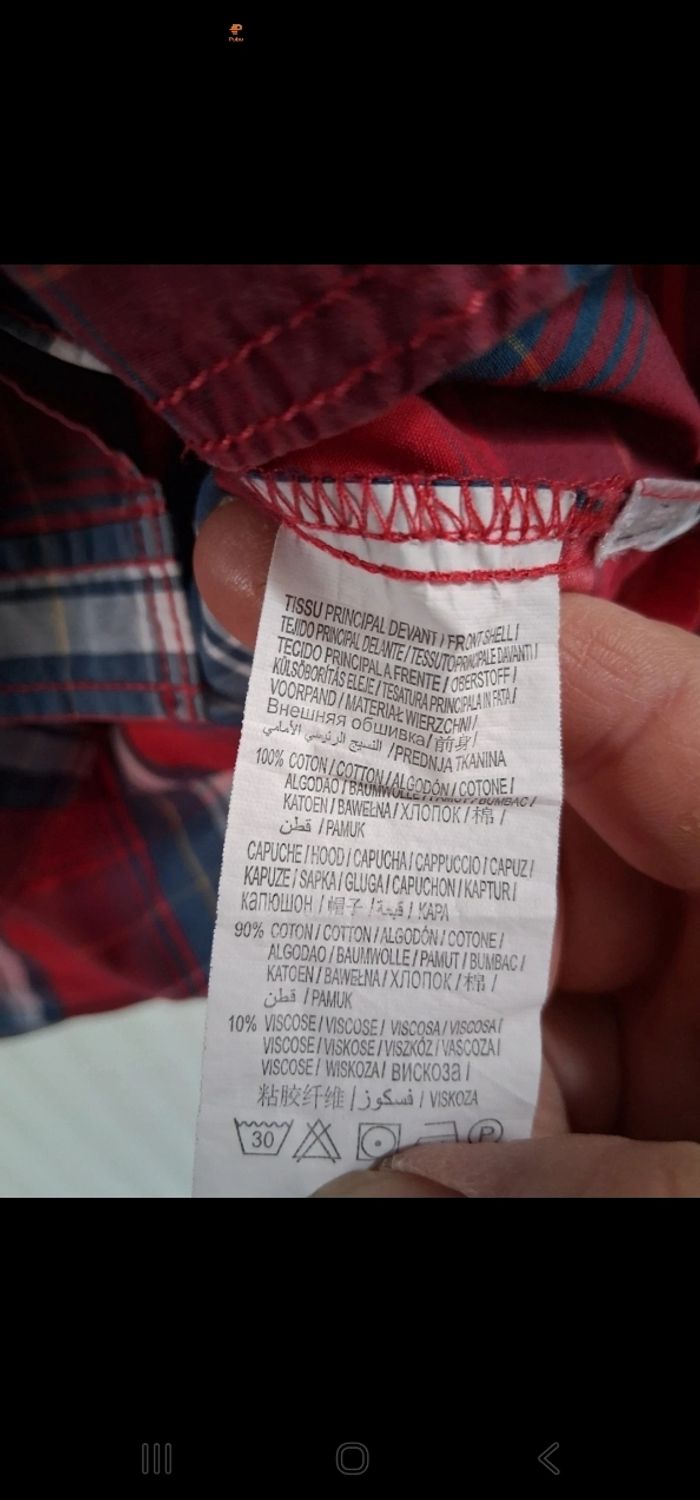 Pubu
TISSU PRINCIPAL DEVANT / FRONT SHELL /
TEJIDO PRINCIPAL DELANTE / TESSUTO PRINCIPALE DAVANTI /
TECIDO PRINCIPAL A FRENTE / OBERSTOFF /
KÜLSŐBORÍTÁS ELEJE / TESATURA PRINCIPALA IN FATA /
VOORPAND / MATERIAŁ WIERZCHNI /
Внешняя обшивка / 前身 /
النسيج الرئيسي الأمامي / PREDNJA TKANINA
100% COTON / COTTON / ALGODÓN / COTONE /
ALGODAO / BAUMWOLLE / PAMUT / BUMBAC /
KATOEN / BAWEŁNA / ХЛОПОК / 棉 /
قطن / PAMUK
CAPUCHE / HOOD / CAPUCHA / CAPPUCCIO / CAPUZ /
KAPUZE / SAPKA / GLUGA / CAPUCHON / KAPTUR /
капюшон / 帽子 / قبعة / KAPA
90% COTON / COTTON / ALGODÓN / COTONE /
ALGODAO / BAUMWOLLE / PAMUT / BUMBAC /
KATOEN / BAWEŁNA / ХЛОПОК / 棉 /
قطن / PAMUK
10% VISCOSE / VISCOSE / VISCOSA / VISCOSA /
VISCOSE / VISKOSE / VISZKÓZ / VASCOZA /
VISCOSE / WISKOZA / ВИСКОЗА /
粘胶纤维 / فسكوز / VISKOZA
30 P